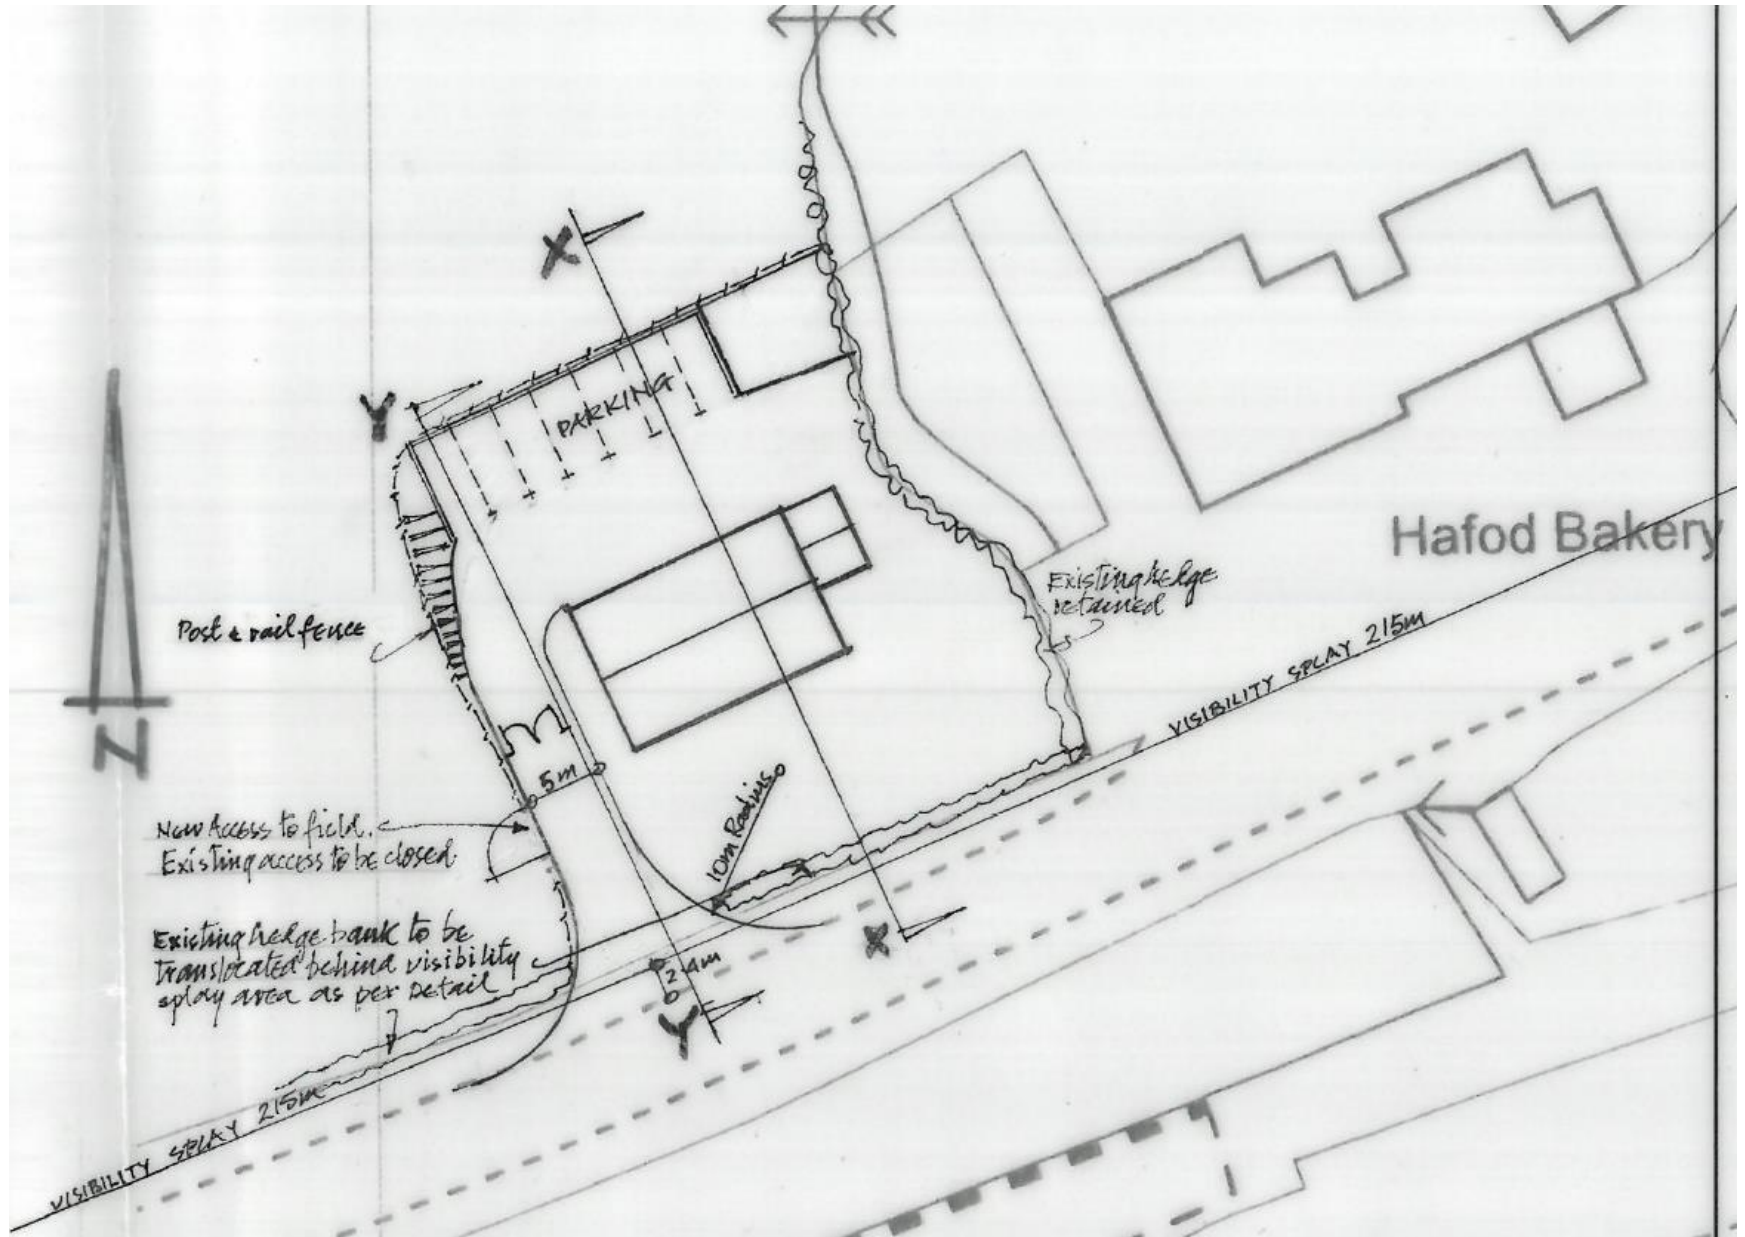 X
Y
PARKING
Hafod Bakery
Existing hedge
retained
Post & rail fence
VISIBILITY SPLAY 215m
N
5m
10m Radius
New Access to field.
Existing access to be closed
Existing hedge bank to be
translocated behind visibility
splay area as per Detail
X
2.4m
Y
VISIBILITY SPLAY 215m